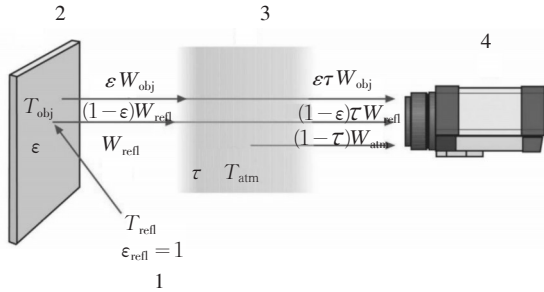 2 3 4
εW_obj ετW_obj
T_obj (1−ε)W_refl (1−ε)τW_refl
ε W_refl (1−τ)W_atm
τ T_atm
T_refl
ε_refl = 1
1